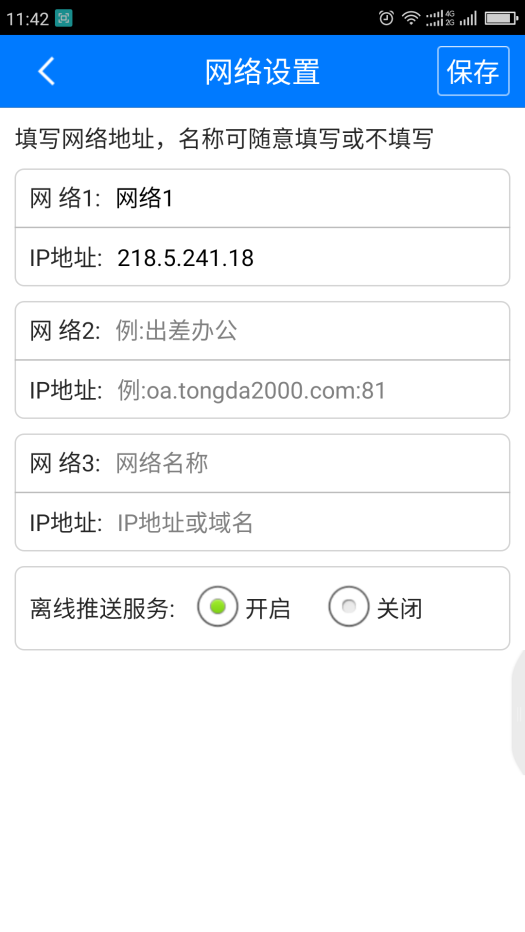 11:42
4G
2G
网络设置
保存
填写网络地址，名称可随意填写或不填写
网 络1: 网络1
IP地址: 218.5.241.18
网 络2: 例:出差办公
IP地址: 例:oa.tongda2000.com:81
网 络3: 网络名称
IP地址: IP地址或域名
离线推送服务: 开启 关闭